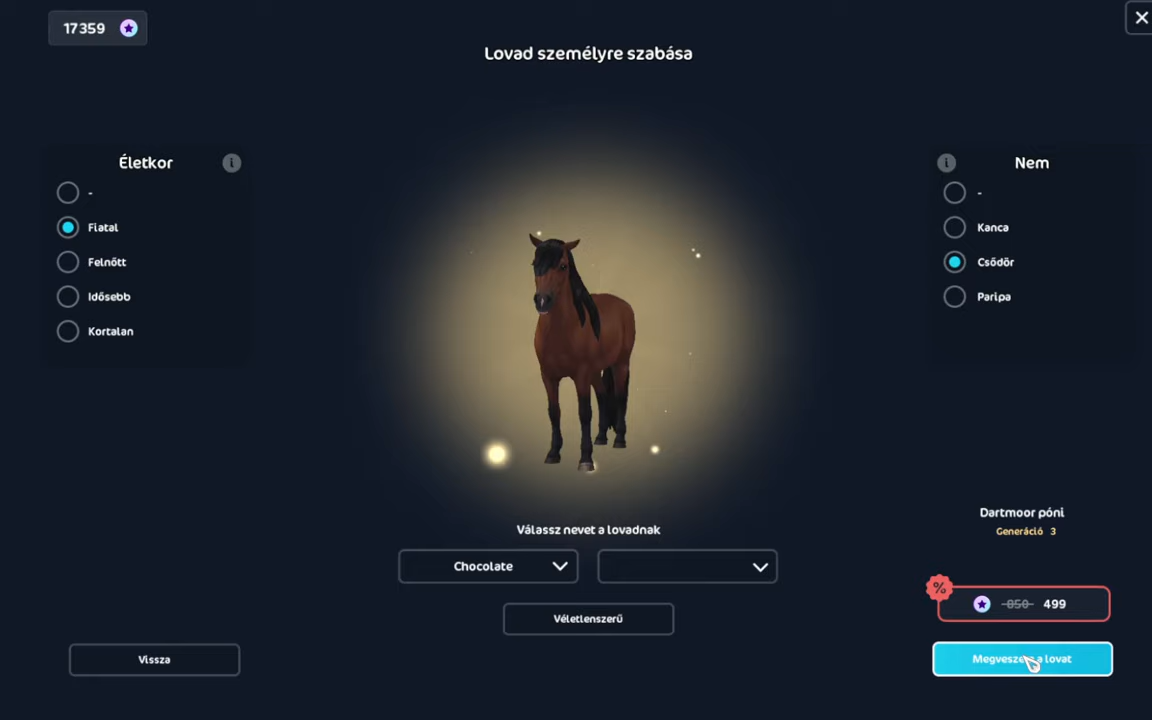 17359
Lovad személyre szabása
Életkor
-
Fiatal
Felnőtt
Idősebb
Kortalan
Nem
-
Kanca
Csődör
Paripa
Válassz nevet a lovadnak
Chocolate
Véletlenszerű
Vissza
Dartmoor póni
Generáció 3
%
850 499
a lovat